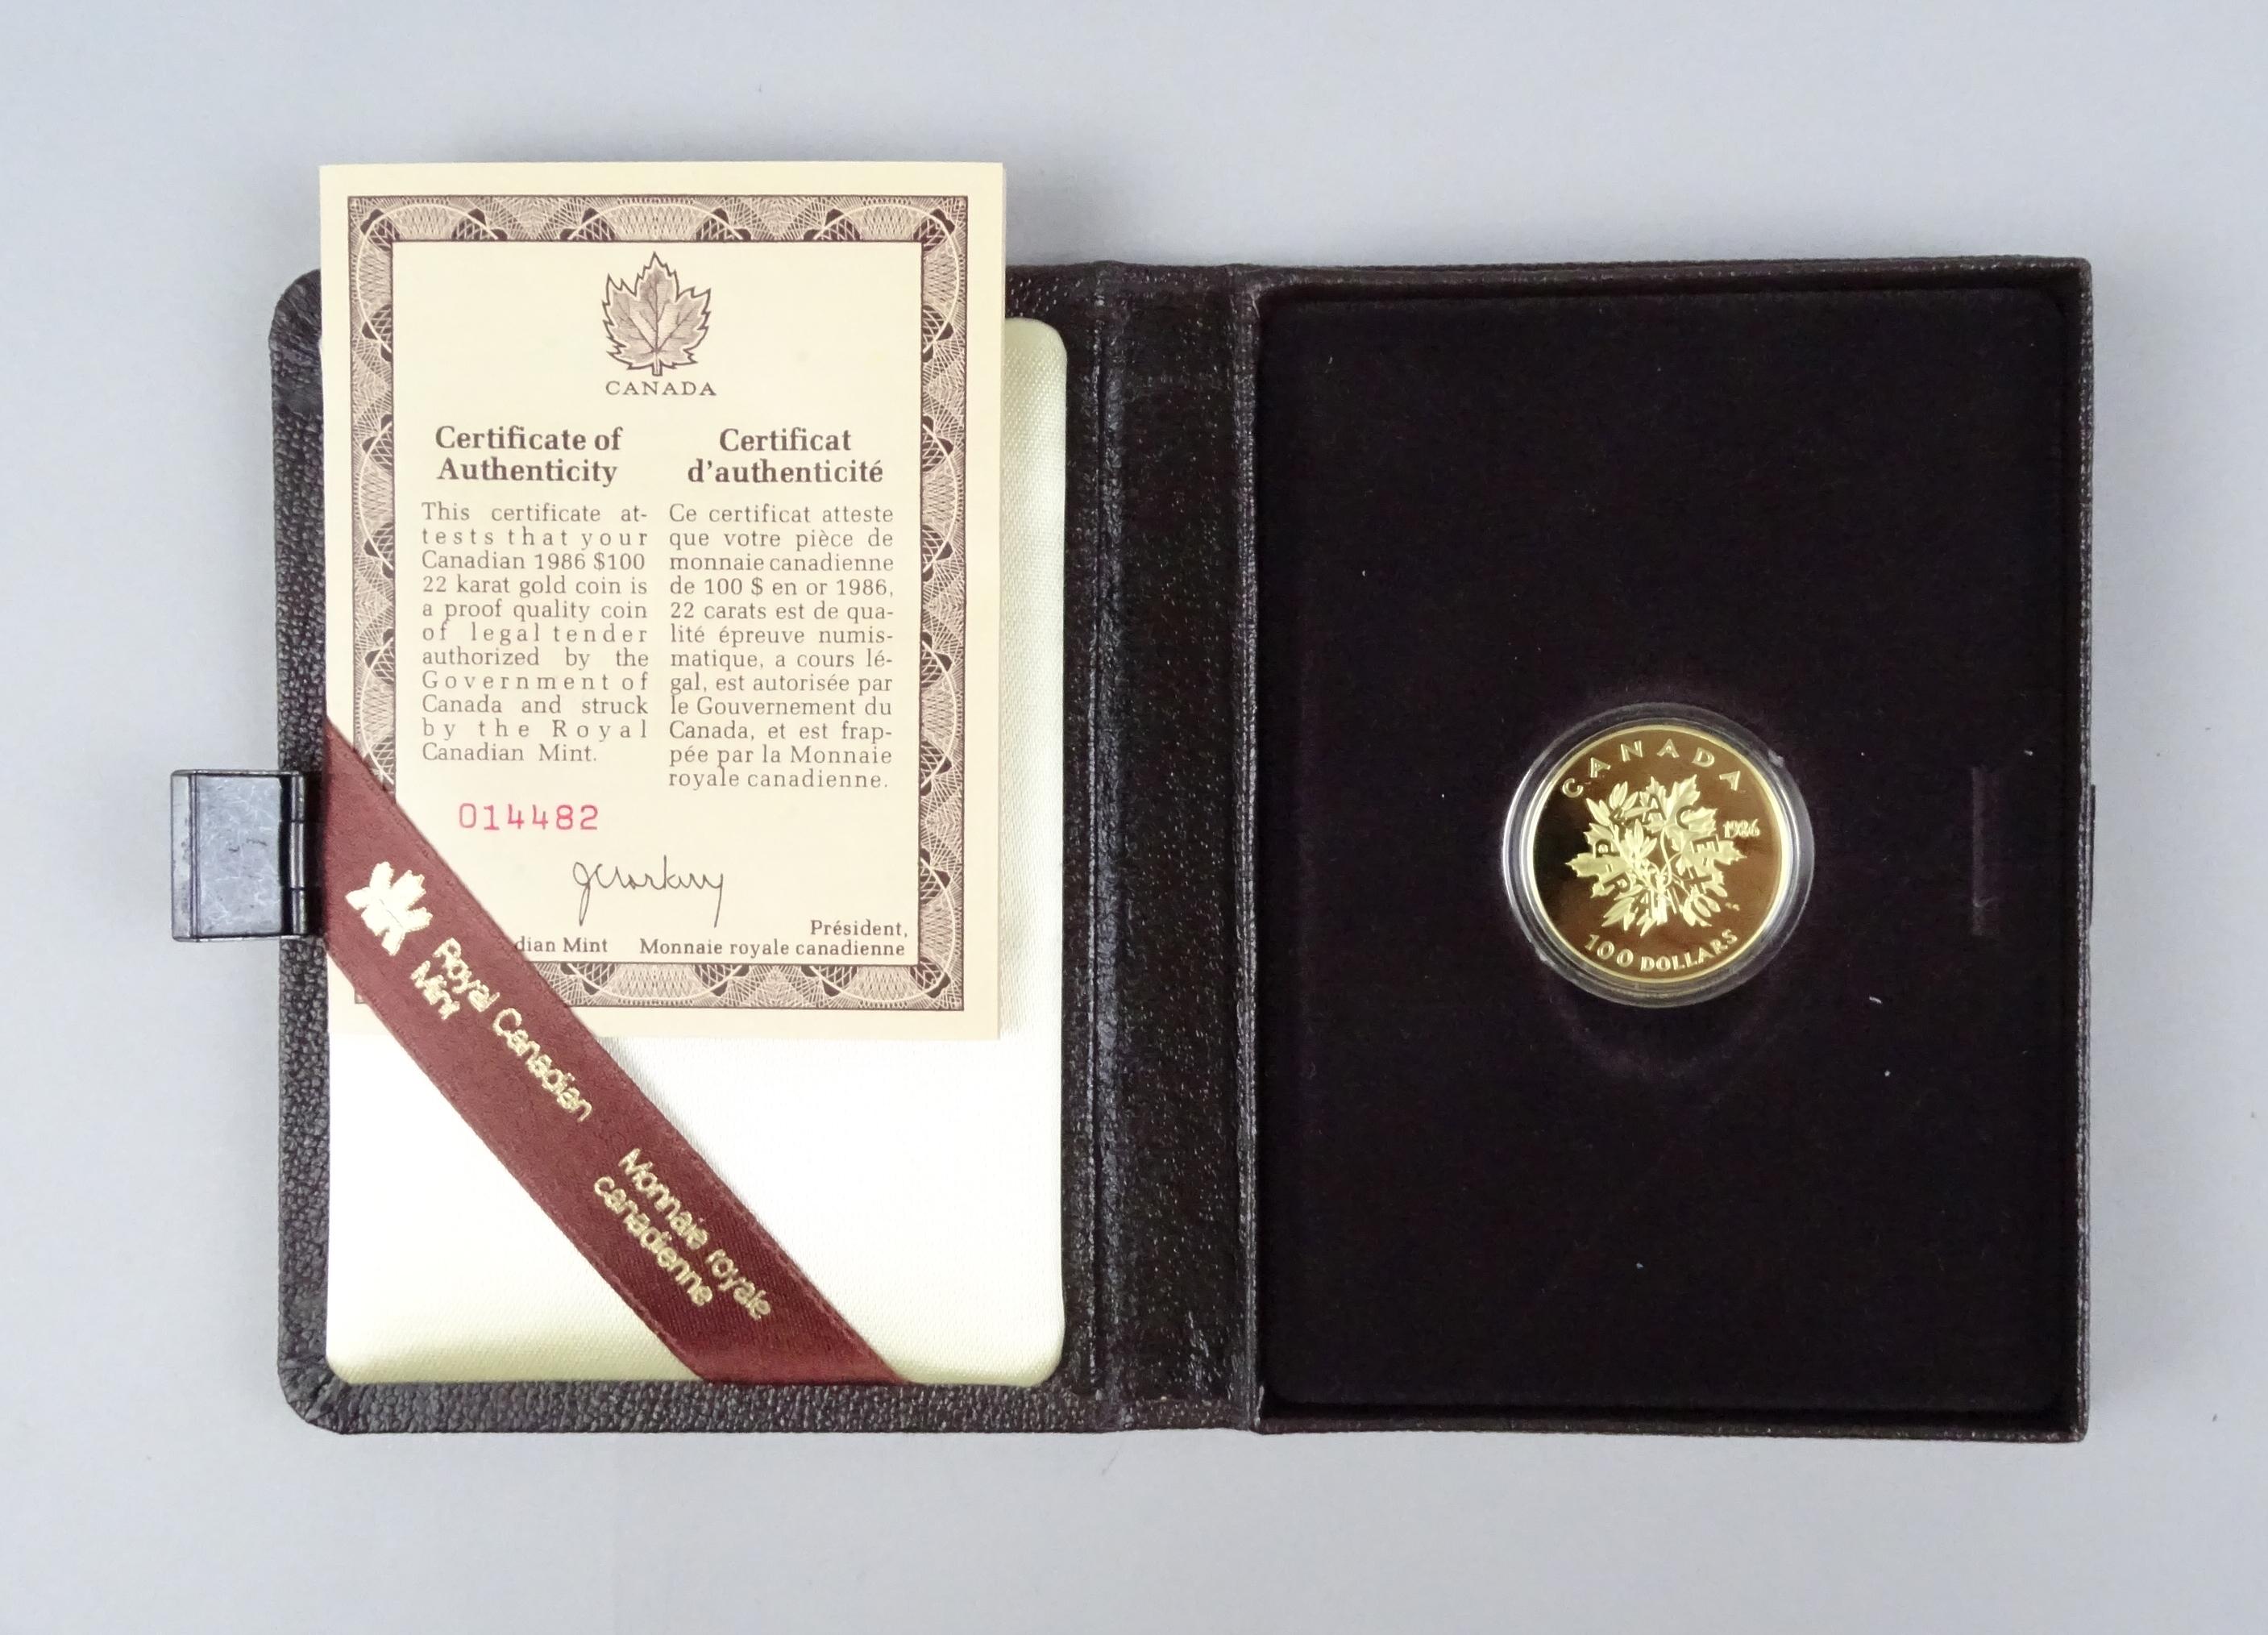 CANADA
Certificate of
Authenticity
This certificate at-
tests that your
Canadian 1986 $100
22 karat gold coin is
a proof quality coin
of legal tender
authorized by the
Government of
Canada and struck
by the Royal
Canadian Mint.
Certificat
d'authenticité
Ce certificat atteste
que votre pièce de
monnaie canadienne
de 100 $ en or 1986,
22 carats est de qua-
lité épreuve numis-
matique, a cours lé-
gal, est autorisée par
le Gouvernement du
Canada, et est frap-
pée par la Monnaie
royale canadienne.
014482
dian Mint
Président,
Monnaie royale canadienne
Royal Canadian
Mint
Monnaie royale
canadienne
CANADA
1986
PEACE
100 DOLLARS